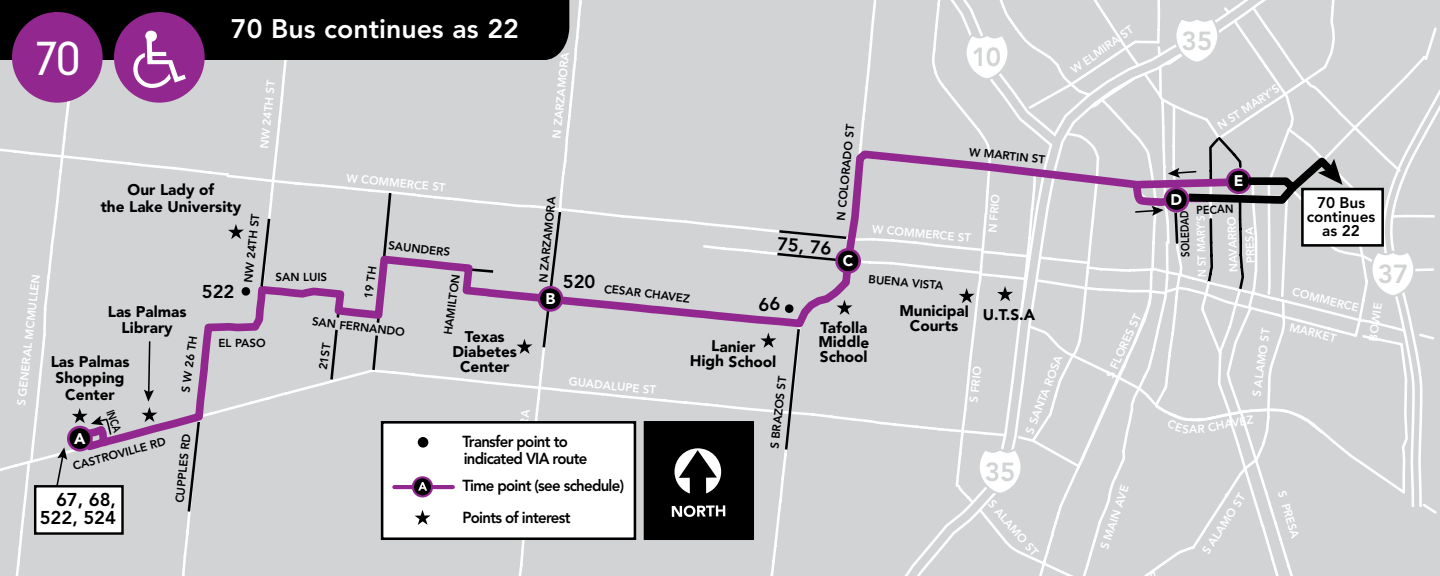 70
70 Bus continues as 22
10
35
W ELMIRA ST
N ST MARY'S
NW 24TH ST
N ZARZAMORA
W COMMERCE ST
N COLORADO ST
W MARTIN ST
Our Lady of
the Lake University
NW 24TH ST
SAUNDERS
N ZARZAMORA
75, 76
C
W COMMERCE ST
N FRIO
E
D
PECAN
SOLEDAD
N ST MARY'S
NAVARRO
PRESA
70 Bus
continues
as 22
37
522
SAN LUIS
19 TH
HAMILTON
B
520
CESAR CHAVEZ
66
BUENA VISTA
Municipal
Courts
U.T.S.A
COMMERCE
MARKET
BOWIE
S GENERAL MCMULLEN
Las Palmas
Library
EL PASO
SAN FERNANDO
21ST
Texas
Diabetes
Center
Lanier
High School
Tafolla
Middle
School
Las Palmas
Shopping
Center
S W 26 TH
INCA
A
CASTROVILLE RD
CUPPLES RD
GUADALUPE ST
S BRAZOS ST
S FRIO
S SANTA ROSA
S FLORES ST
S ALAMO ST
CESAR CHAVEZ
67, 68,
522, 524
RA
Transfer point to
indicated VIA route
A
Time point (see schedule)
Points of interest
NORTH
35
S ALAMO ST
S MAIN AVE
S ALAMO ST
S PRESA